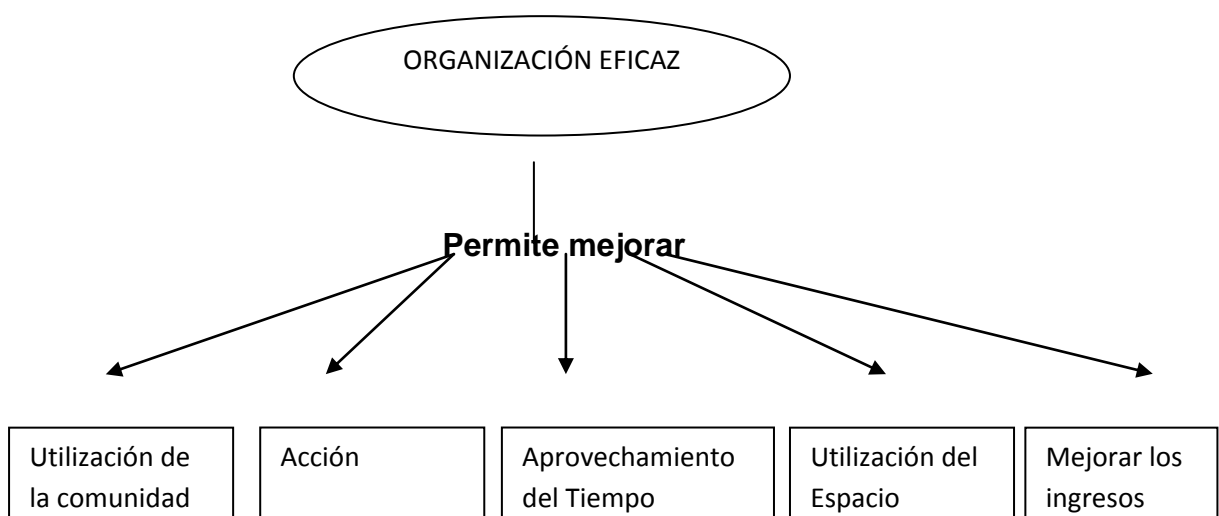 ORGANIZACIÓN EFICAZ
Permite mejorar
Utilización de
la comunidad
Acción
Aprovechamiento
del Tiempo
Utilización del
Espacio
Mejorar los
ingresos